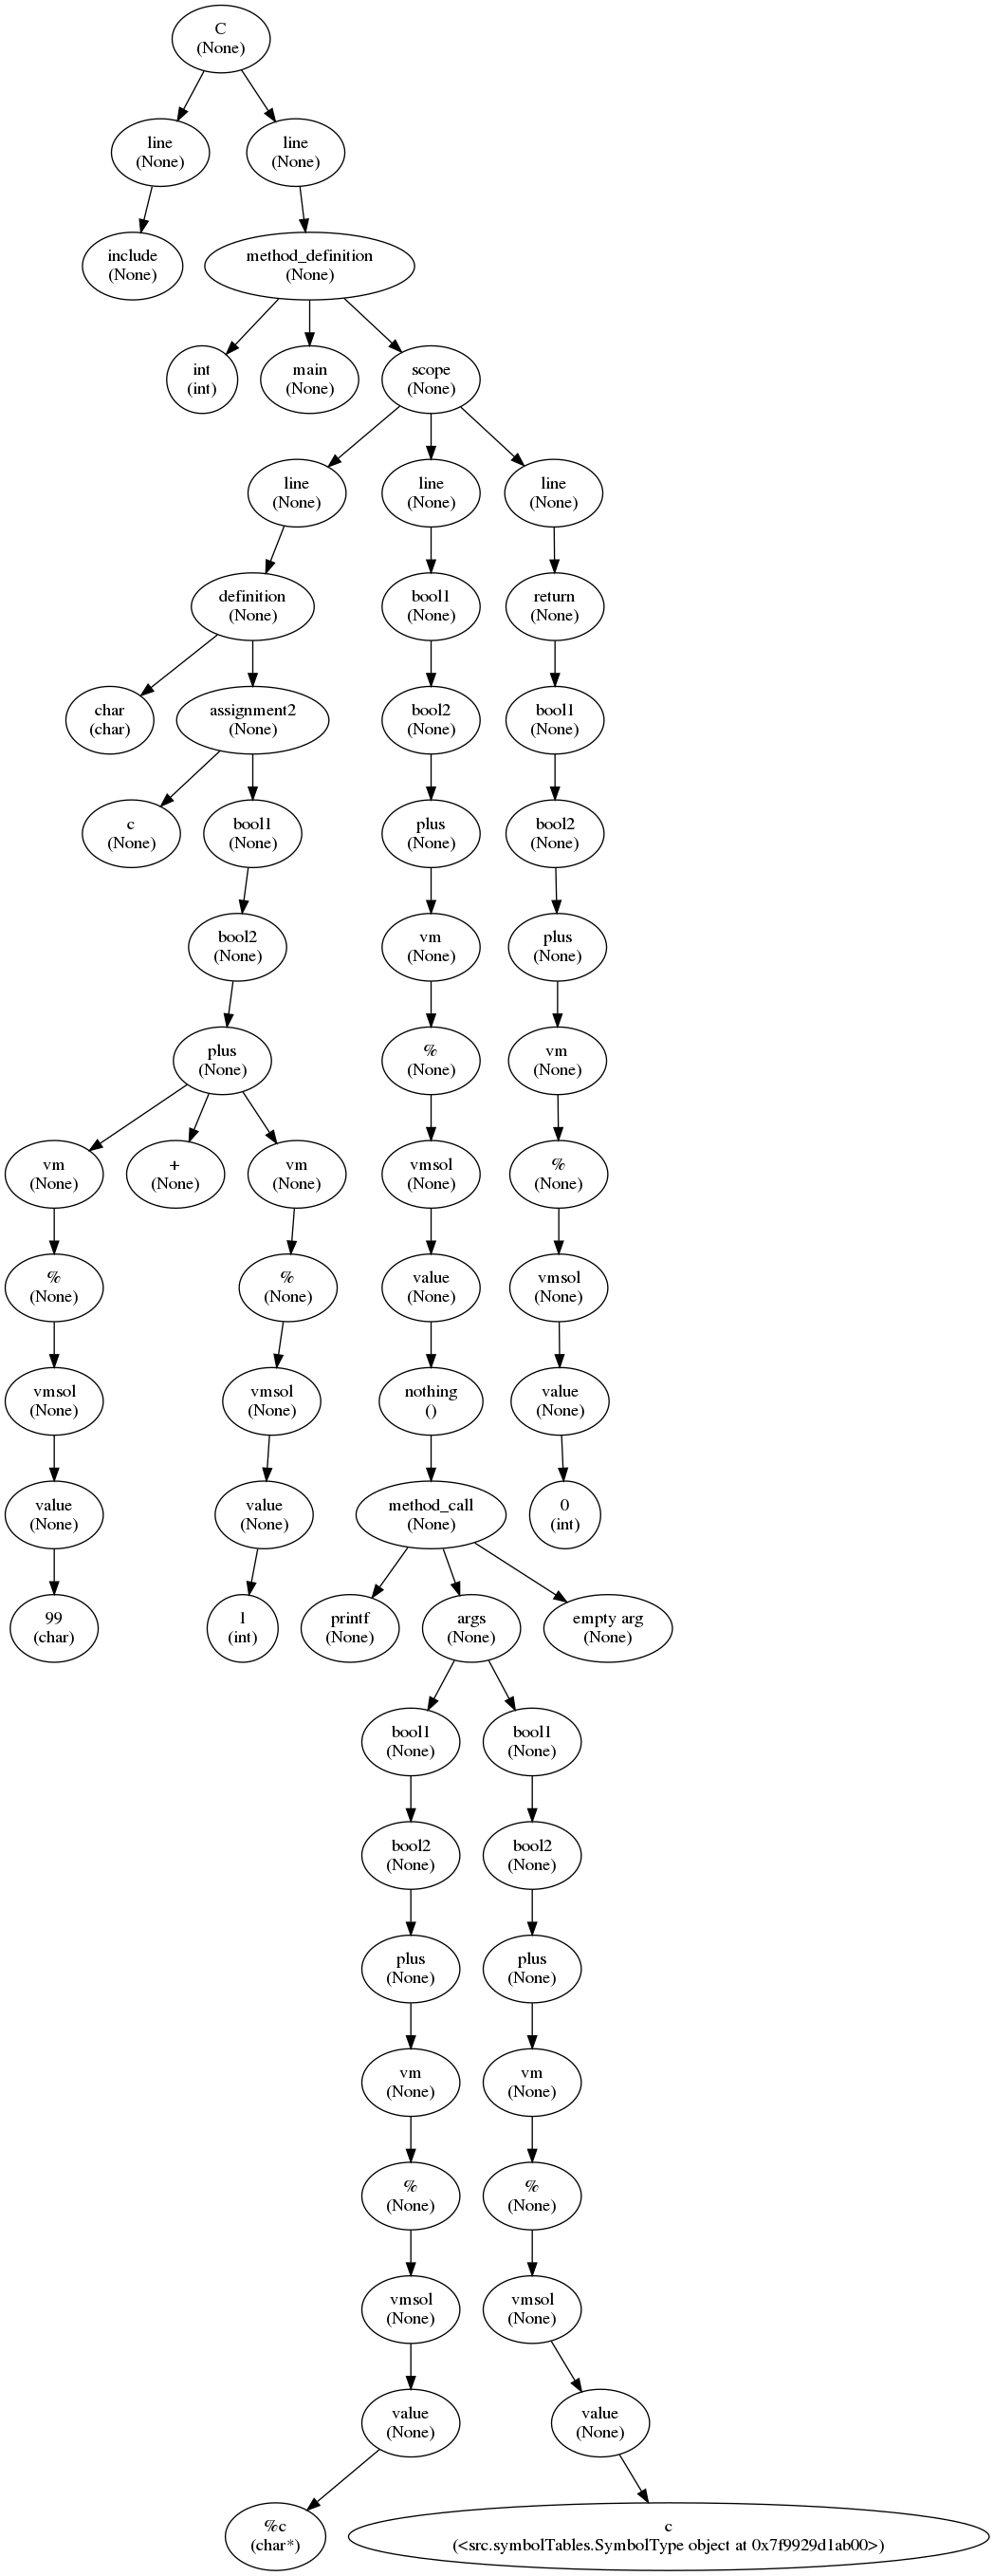 C
(None)
line
(None)
line
(None)
include
(None)
method_definition
(None)
int
(int)
main
(None)
scope
(None)
line
(None)
line
(None)
line
(None)
definition
(None)
bool1
(None)
return
(None)
char
(char)
assignment2
(None)
bool2
(None)
bool1
(None)
c
(None)
bool1
(None)
plus
(None)
bool2
(None)
bool2
(None)
vm
(None)
plus
(None)
plus
(None)
%
(None)
vm
(None)
vm
(None)
+
(None)
vm
(None)
vmsol
(None)
%
(None)
%
(None)
%
(None)
value
(None)
vmsol
(None)
vmsol
(None)
vmsol
(None)
nothing
()
value
(None)
value
(None)
value
(None)
method_call
(None)
0
(int)
99
(char)
1
(int)
printf
(None)
args
(None)
empty arg
(None)
bool1
(None)
bool1
(None)
bool2
(None)
bool2
(None)
plus
(None)
plus
(None)
vm
(None)
vm
(None)
%
(None)
%
(None)
vmsol
(None)
vmsol
(None)
value
(None)
value
(None)
%c
(char*)
c
(<src.symbolTables.SymbolType object at 0x7f9929d1ab00>)